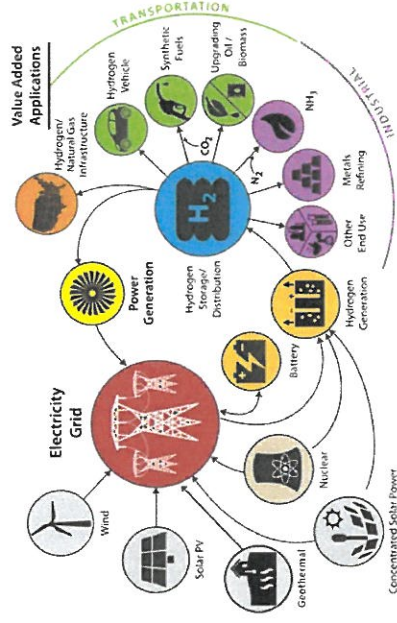 Value Added
Applications
TRANSPORTATION
INDUSTRIAL
Hydrogen/
Natural Gas
Infrastructure
Hydrogen
Vehicle
Synthetic
Fuels
Upgrading
Oil /
Biomass
CO2
N2
NH3
Metals
Refining
Other
End Use
H2
Hydrogen
Storage/
Distribution
Power
Generation
Hydrogen
Generation
Battery
Electricity
Grid
Wind
Solar PV
Geothermal
Nuclear
Concentrated Solar Power